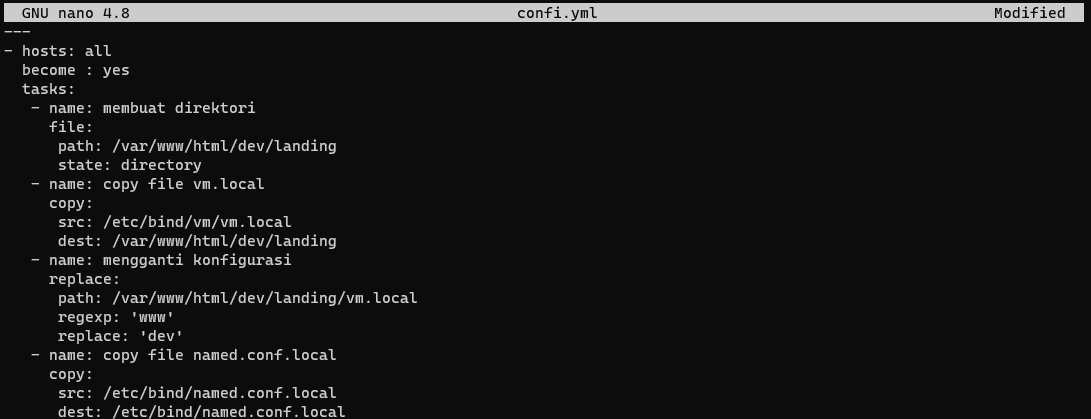 GNU nano 4.8 confi.yml Modified
---
- hosts: all
  become : yes
  tasks:
   - name: membuat direktori
     file:
      path: /var/www/html/dev/landing
      state: directory
   - name: copy file vm.local
     copy:
      src: /etc/bind/vm/vm.local
      dest: /var/www/html/dev/landing
   - name: mengganti konfigurasi
     replace:
      path: /var/www/html/dev/landing/vm.local
      regexp: 'www'
      replace: 'dev'
   - name: copy file named.conf.local
     copy:
      src: /etc/bind/named.conf.local
      dest: /etc/bind/named.conf.local